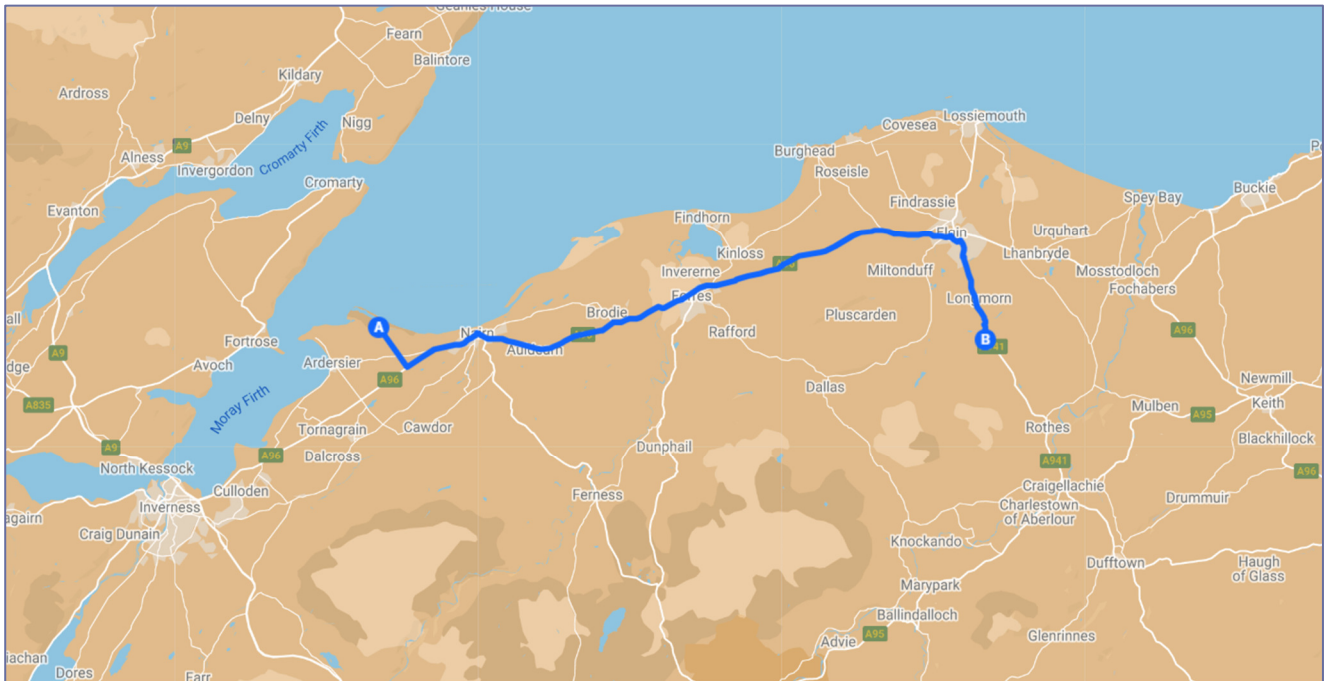 Geanies House
Fearn
Balintore
Kildary
Ardross
Delny
Nigg
A9
Alness
Invergordon
Cromarty Firth
Cromarty
Evanton
Lossiemouth
Covesea
Burghead
Roseisle
Findrassie
Spey Bay
Buckie
Findhorn
Elgin
Urquhart
Kinloss
Lhanbryde
Miltonduff
Mosstodloch
Fochabers
Invererne
Forres
Longmorn
Brodie
Pluscarden
A
Nairn
Rafford
A96
Fortrose
Auldearn
B
Ardersier
A9
Avoch
A96
Dallas
Newmill
A835
Mulben
A95
Keith
Moray Firth
Cawdor
Tornagrain
Rothes
Blackhillock
A9
A96
Dalcross
Dunphail
A941
A96
North Kessock
Culloden
Craigellachie
Ferness
Drummuir
Inverness
Charlestown
of Aberlour
agairn
Craig Dunain
Knockando
Dufftown
Haugh
of Glass
Marypark
Ballindalloch
Advie
A95
Glenrinnes
Dores
Farr